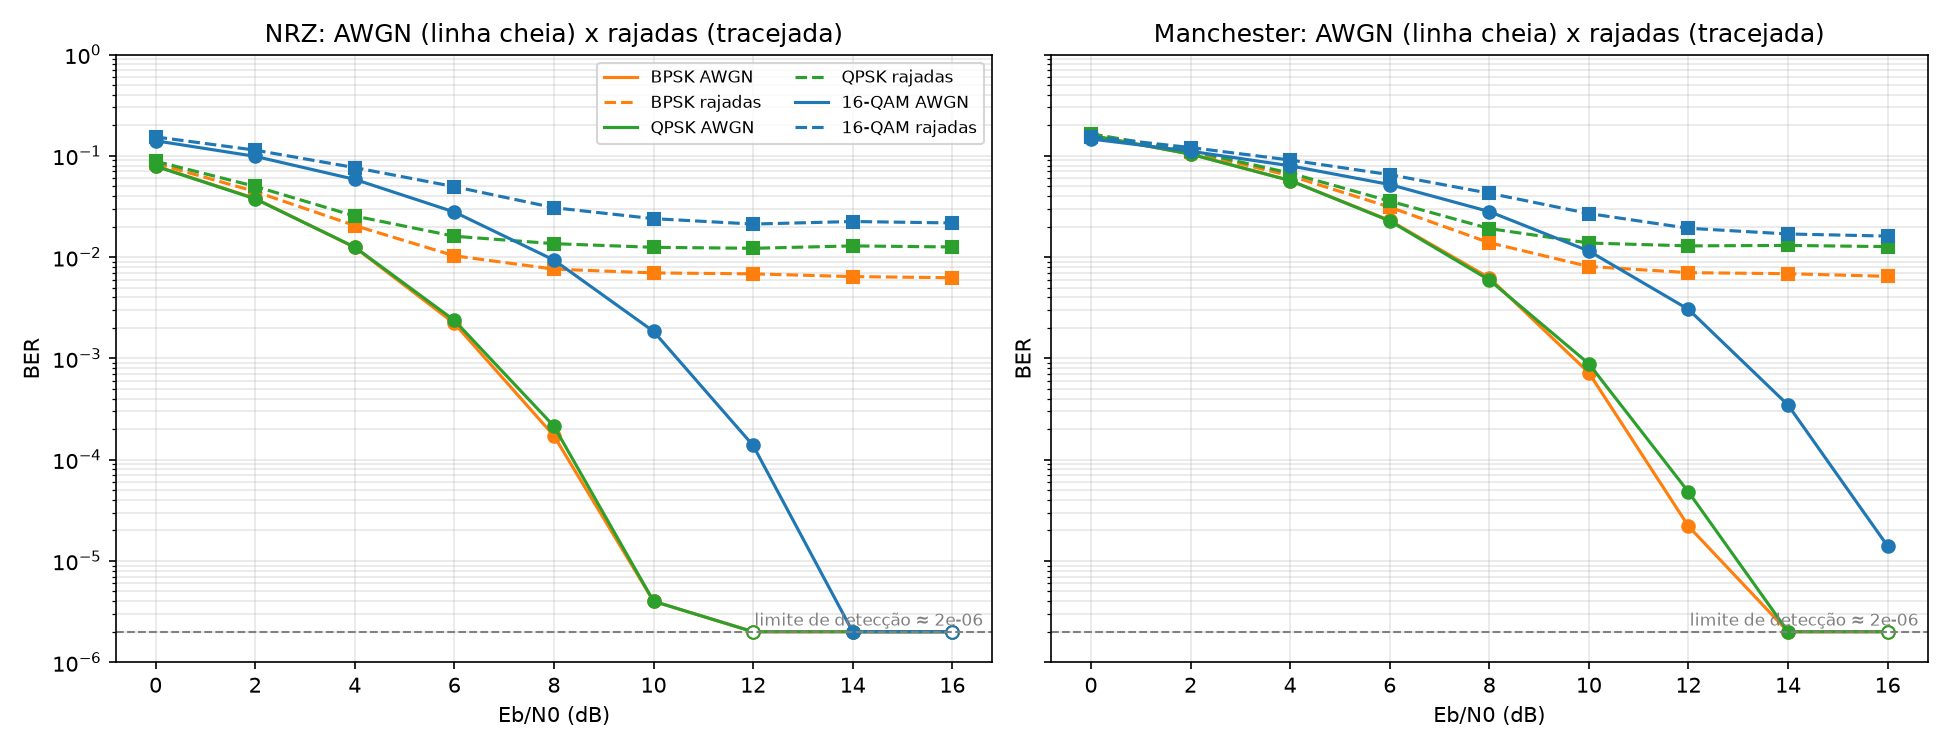 NRZ: AWGN (linha cheia) x rajadas (tracejada)
BPSK AWGN
BPSK rajadas
QPSK AWGN
QPSK rajadas
16-QAM AWGN
16-QAM rajadas
BER
10⁰
10⁻¹
10⁻²
10⁻³
10⁻⁴
10⁻⁵
10⁻⁶
limite de detecção ≈ 2e-06
0 2 4 6 8 10 12 14 16
Eb/N0 (dB)
Manchester: AWGN (linha cheia) x rajadas (tracejada)
BER
limite de detecção ≈ 2e-06
0 2 4 6 8 10 12 14 16
Eb/N0 (dB)